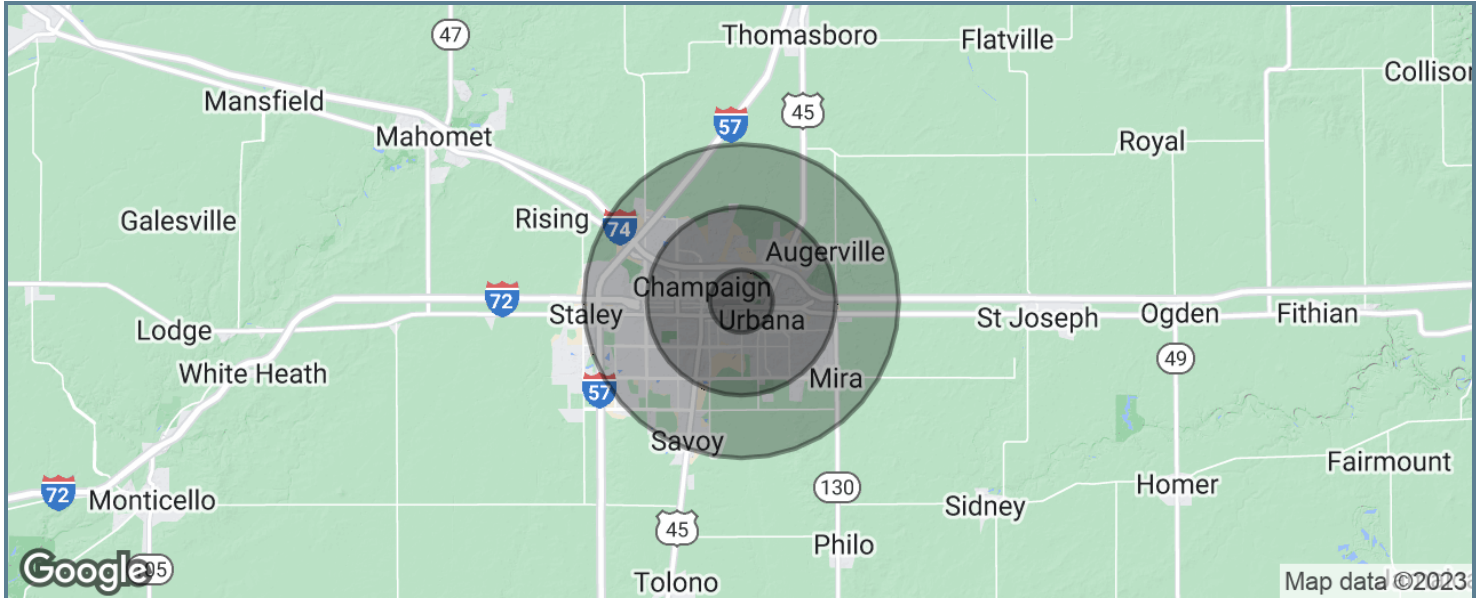 47
Thomasboro
Flatville
Collison
Mansfield
57
45
Mahomet
Royal
Galesville
Rising
74
Augerville
Champaign
72
Staley
Urbana
St Joseph
Ogden
Fithian
Lodge
49
White Heath
57
Mira
Savoy
Fairmount
72
Monticello
130
Sidney
Homer
45
Philo
Google
105
Tolono
Map data ©2023